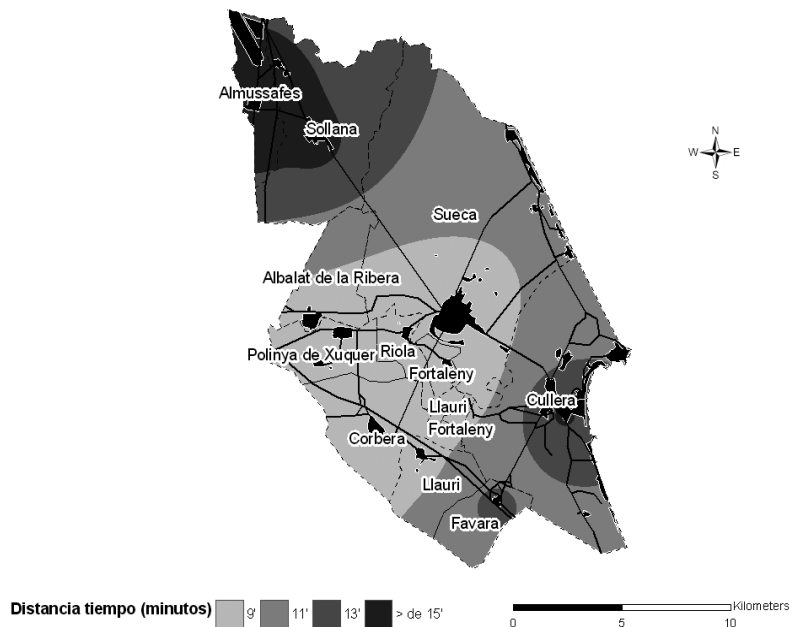 Almussafes
Sollana
N
W E
S
Sueca
Albalat de la Ribera
Polinya de Xuquer
Riola
Fortaleny
Llauri
Cullera
Fortaleny
Corbera
Llauri
Favara
Distancia tiempo (minutos) 9' 11' 13' > de 15'
Kilometers
0 5 10